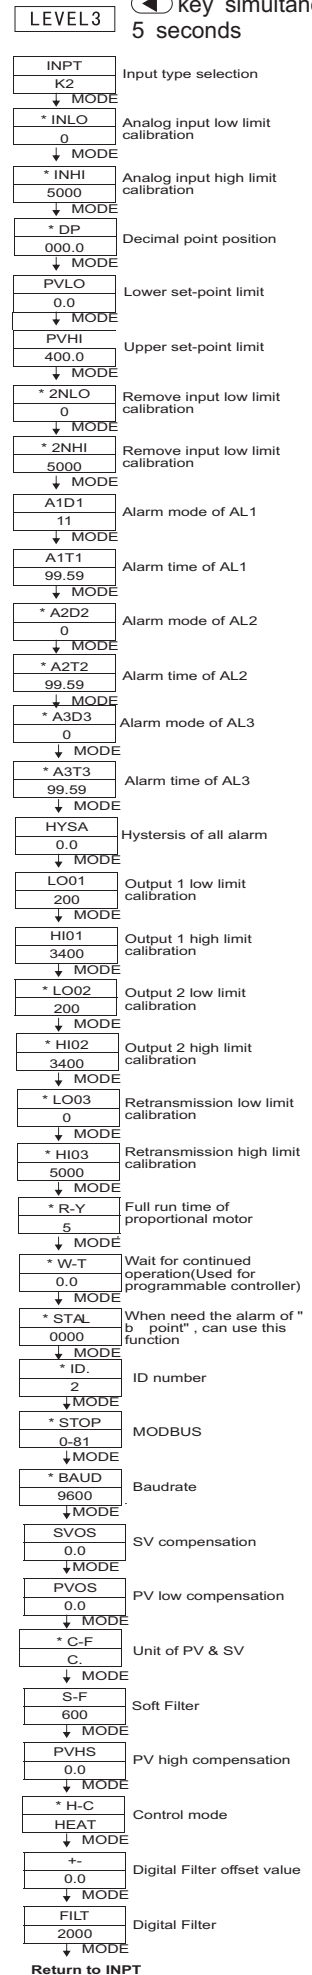 LEVEL3
◀ key simultan
5 seconds
INPT
K2
Input type selection
MODE
* INLO
0
Analog input low limit
calibration
MODE
* INHI
5000
Analog input high limit
calibration
MODE
* DP
000.0
Decimal point position
MODE
PVLO
0.0
Lower set-point limit
MODE
PVHI
400.0
Upper set-point limit
MODE
* 2NLO
0
Remove input low limit
calibration
MODE
* 2NHI
5000
Remove input low limit
calibration
MODE
A1D1
11
Alarm mode of AL1
MODE
A1T1
99.59
Alarm time of AL1
MODE
* A2D2
0
Alarm mode of AL2
MODE
* A2T2
99.59
Alarm time of AL2
MODE
* A3D3
0
Alarm mode of AL3
MODE
* A3T3
99.59
Alarm time of AL3
MODE
HYSA
0.0
Hystersis of all alarm
MODE
LO01
200
Output 1 low limit
calibration
MODE
HI01
3400
Output 1 high limit
calibration
MODE
* LO02
200
Output 2 low limit
calibration
MODE
* HI02
3400
Output 2 high limit
calibration
MODE
* LO03
0
Retransmission low limit
calibration
MODE
* HI03
5000
Retransmission high limit
calibration
MODE
* R-Y
5
Full run time of
proportional motor
MODE
* W-T
0.0
Wait for continued
operation(Used for
programmable controller)
MODE
* STAL
0000
When need the alarm of "
b point" , can use this
function
MODE
* ID.
2
ID number
MODE
* STOP
0-81
MODBUS
MODE
* BAUD
9600
Baudrate
MODE
SVOS
0.0
SV compensation
MODE
PVOS
0.0
PV low compensation
MODE
* C-F
C.
Unit of PV & SV
MODE
S-F
600
Soft Filter
MODE
PVHS
0.0
PV high compensation
MODE
* H-C
HEAT
Control mode
MODE
+-
0.0
Digital Filter offset value
MODE
FILT
2000
Digital Filter
MODE
Return to INPT